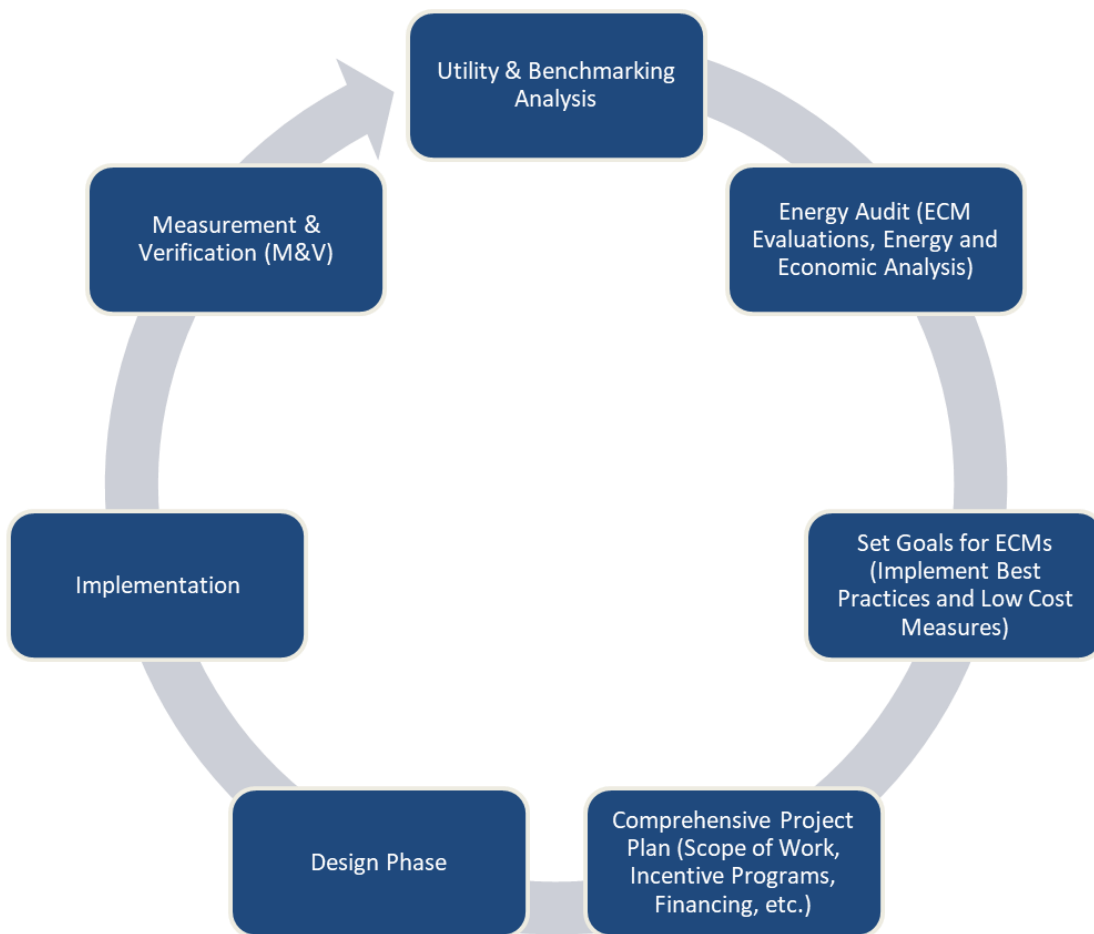 Utility & Benchmarking
Analysis
Energy Audit (ECM
Evaluations, Energy and
Economic Analysis)
Set Goals for ECMs
(Implement Best
Practices and Low Cost
Measures)
Comprehensive Project
Plan (Scope of Work,
Incentive Programs,
Financing, etc.)
Design Phase
Implementation
Measurement &
Verification (M&V)